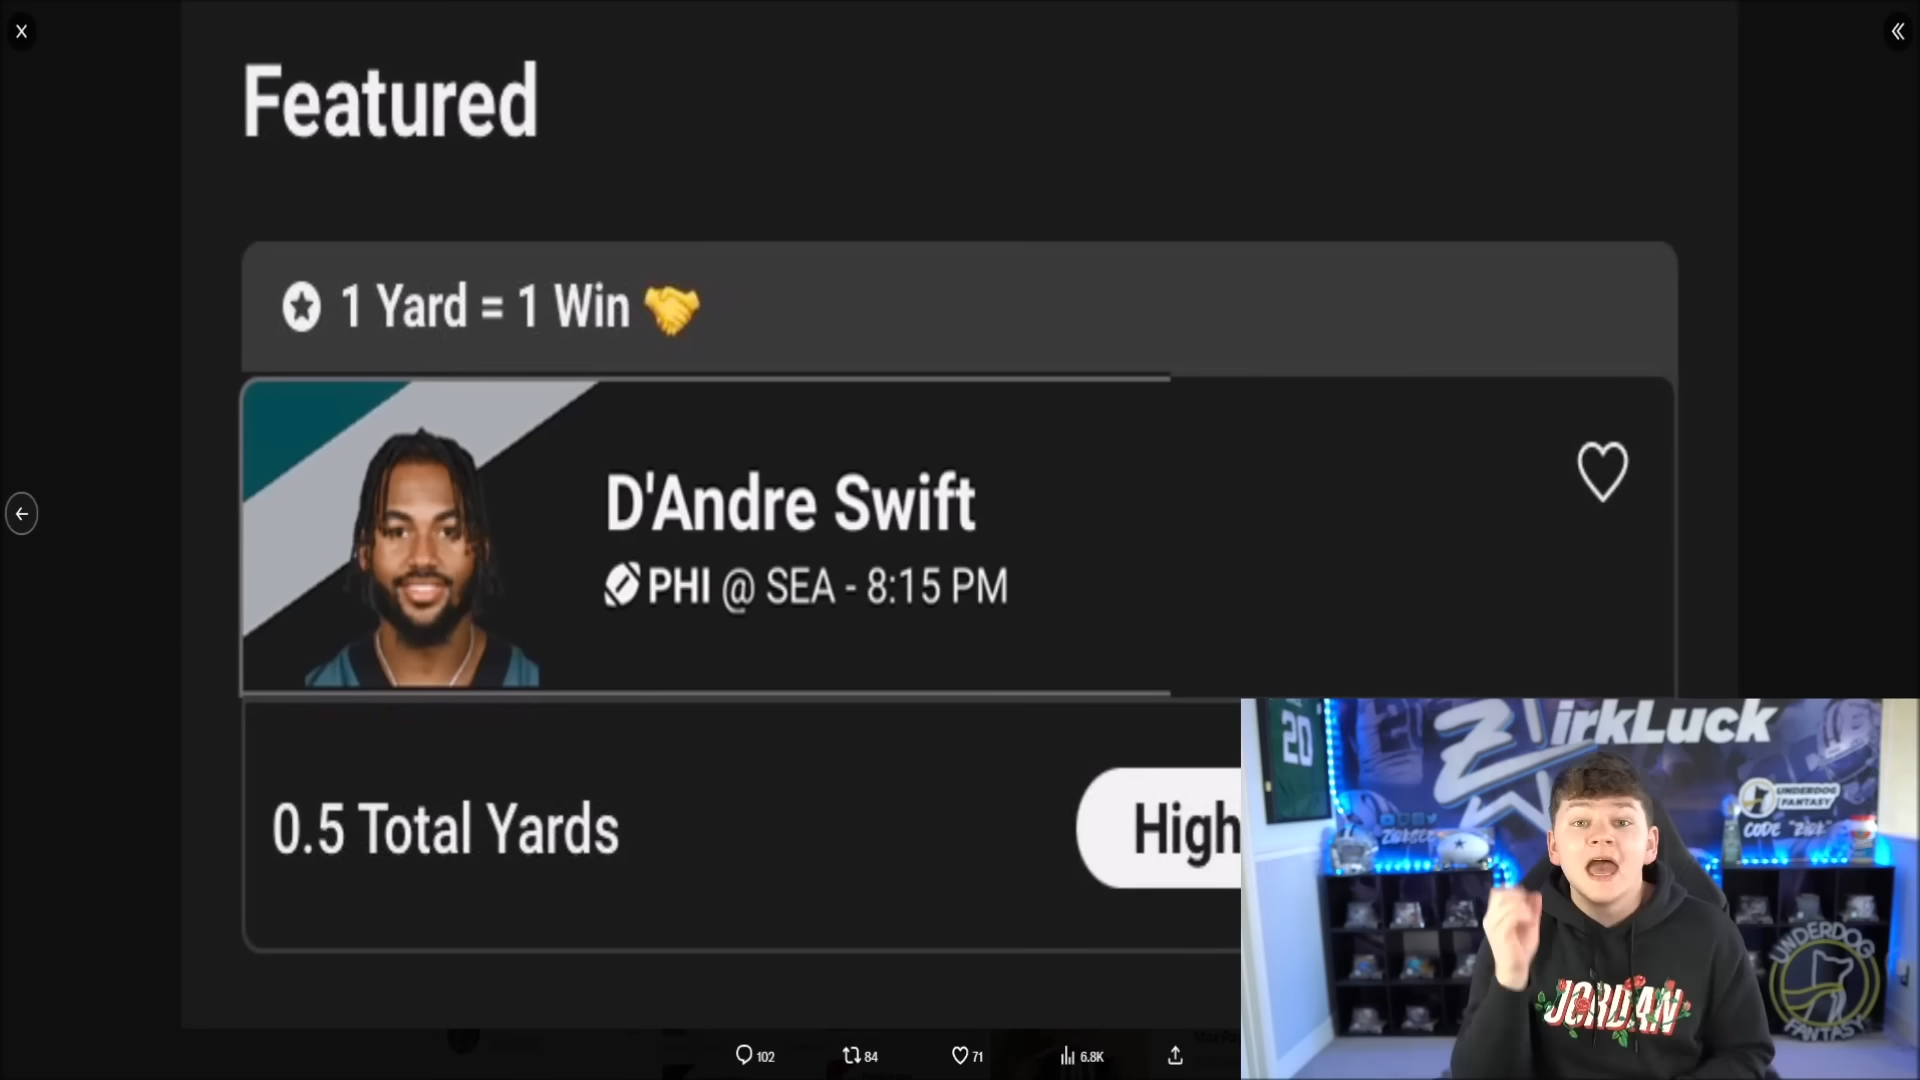 X
Featured
1 Yard = 1 Win
D'Andre Swift
PHI @ SEA - 8:15 PM
0.5 Total Yards
High
102
84
71
6.8K
20
ZirkLuck
UNDERDOG
FANTASY
CODE "ZIRK"
JORDAN
UNDERDOG
FANTASY